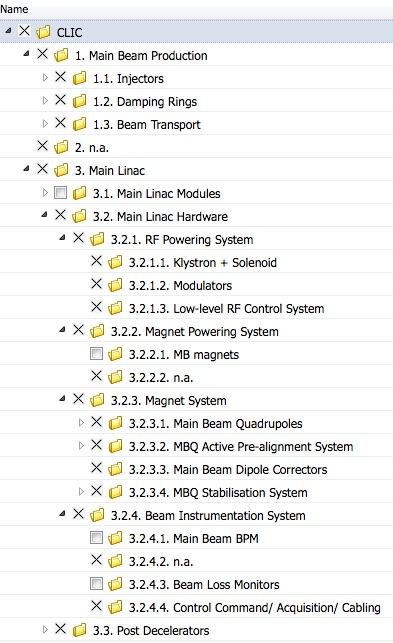 Name
CLIC
1. Main Beam Production
1.1. Injectors
1.2. Damping Rings
1.3. Beam Transport
2. n.a.
3. Main Linac
3.1. Main Linac Modules
3.2. Main Linac Hardware
3.2.1. RF Powering System
3.2.1.1. Klystron + Solenoid
3.2.1.2. Modulators
3.2.1.3. Low-level RF Control System
3.2.2. Magnet Powering System
3.2.2.1. MB magnets
3.2.2.2. n.a.
3.2.3. Magnet System
3.2.3.1. Main Beam Quadrupoles
3.2.3.2. MBQ Active Pre-alignment System
3.2.3.3. Main Beam Dipole Correctors
3.2.3.4. MBQ Stabilisation System
3.2.4. Beam Instrumentation System
3.2.4.1. Main Beam BPM
3.2.4.2. n.a.
3.2.4.3. Beam Loss Monitors
3.2.4.4. Control Command/ Acquisition/ Cabling
3.3. Post Decelerators